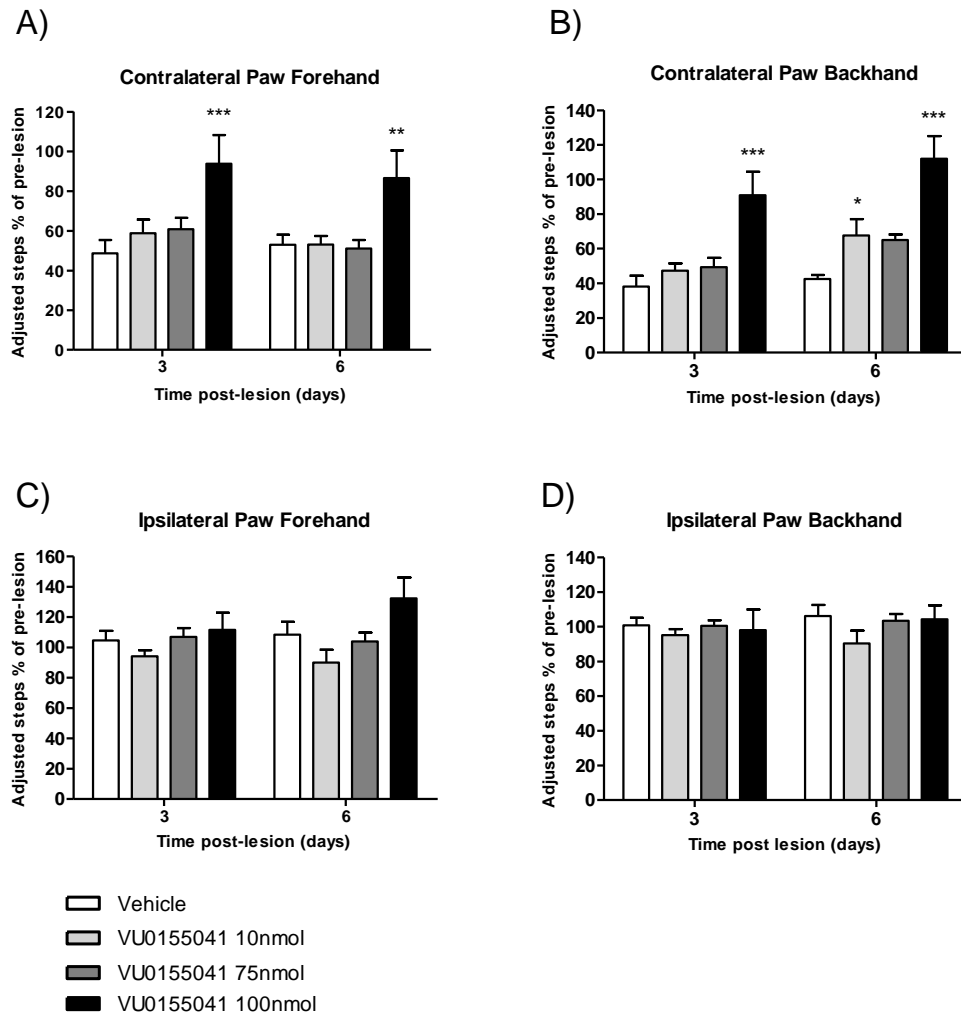 A)
Contralateral Paw Forehand
Adjusted steps % of pre-lesion
120
100
80
60
40
20
0
***
**
3
6
Time post-lesion (days)
B)
Contralateral Paw Backhand
Adjusted steps % of pre-lesion
140
120
100
80
60
40
20
0
***
*
***
3
6
Time post-lesion (days)
C)
Ipsilateral Paw Forehand
Adjusted steps % of pre-lesion
160
140
120
100
80
60
40
20
0
3
6
Time post-lesion (days)
D)
Ipsilateral Paw Backhand
Adjusted steps % of pre-lesion
140
120
100
80
60
40
20
0
3
6
Time post lesion (days)
Vehicle
VU0155041 10nmol
VU0155041 75nmol
VU0155041 100nmol